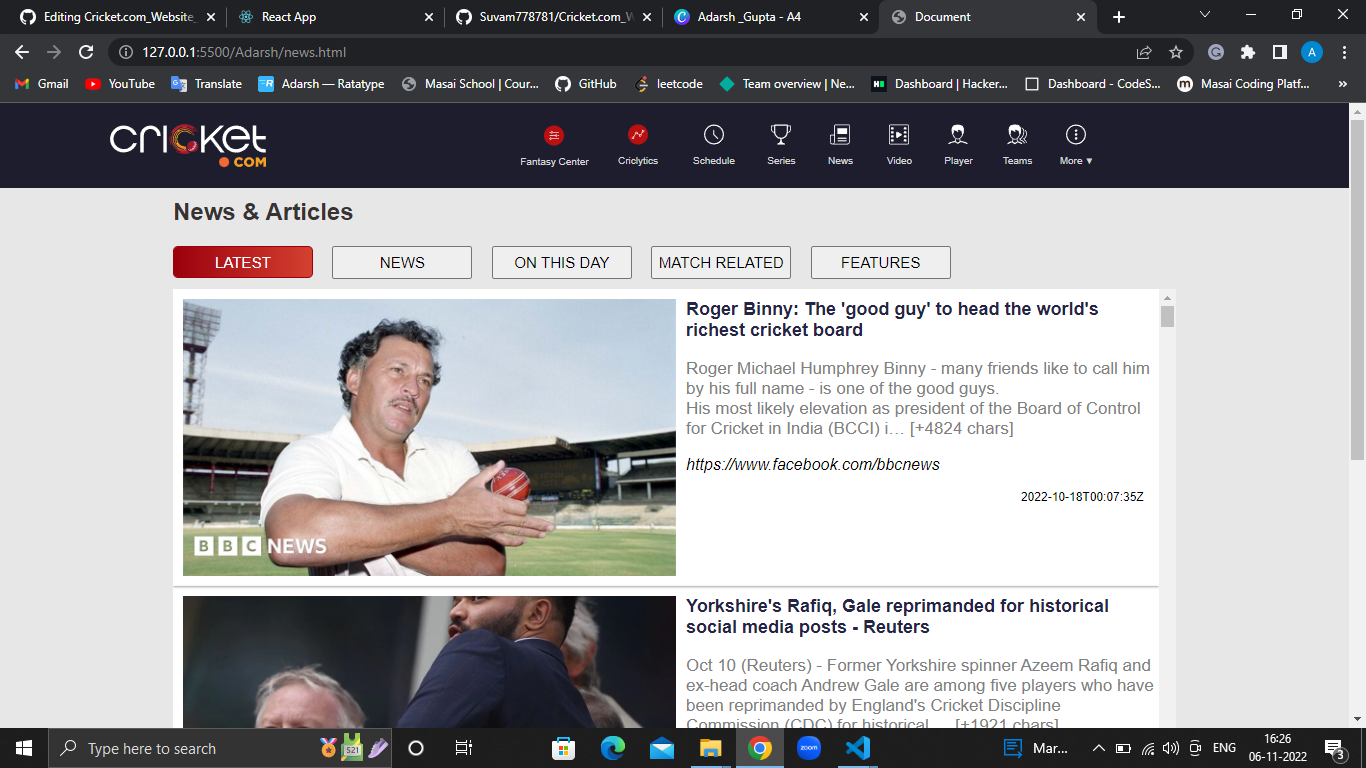 Editing Cricket.com_Website_
React App
Suvam778781/Cricket.com_W
Adarsh _Gupta - A4
Document
127.0.0.1:5500/Adarsh/news.html
A
Gmail
YouTube
Translate
Adarsh — Ratatype
Masai School | Cour...
GitHub
leetcode
Team overview | Ne...
Dashboard | Hacker...
Dashboard - CodeS...
Masai Coding Platf...
»
cricket
.COM
Fantasy Center
Criclytics
Schedule
Series
News
Video
Player
Teams
More ▼
News & Articles
LATEST
NEWS
ON THIS DAY
MATCH RELATED
FEATURES
BBC NEWS
Roger Binny: The 'good guy' to head the world's
richest cricket board
Roger Michael Humphrey Binny - many friends like to call him
by his full name - is one of the good guys.
His most likely elevation as president of the Board of Control
for Cricket in India (BCCI) i… [+4824 chars]
https://www.facebook.com/bbcnews
2022-10-18T00:07:35Z
Yorkshire's Rafiq, Gale reprimanded for historical
social media posts - Reuters
Oct 10 (Reuters) - Former Yorkshire spinner Azeem Rafiq and
ex-head coach Andrew Gale are among five players who have
been reprimanded by England's Cricket Discipline
Commission (CDC) for historical … [+1921 chars]
Type here to search
521
zoom
Mar...
ENG
16:26
06-11-2022
3